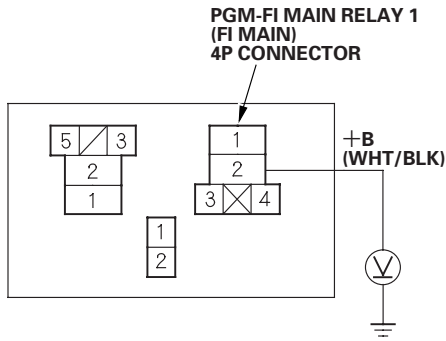 PGM-FI MAIN RELAY 1
(FI MAIN)
4P CONNECTOR
5 3
2
1
1
2
3 4
1
2
+B
(WHT/BLK)
V